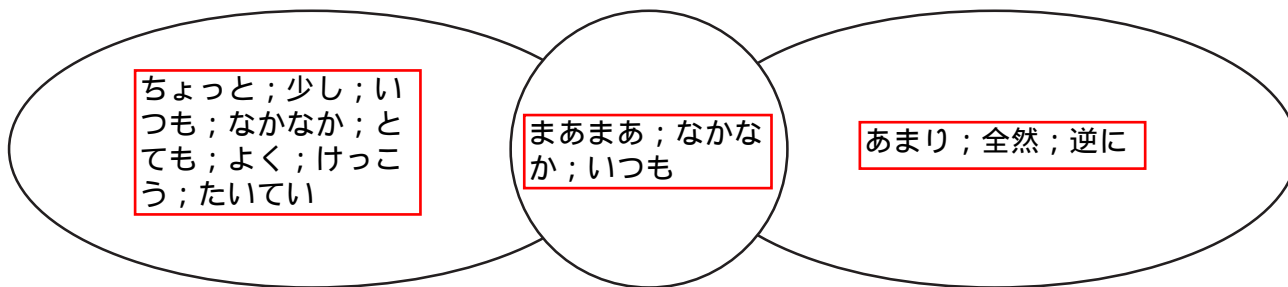 ちょっと；少し；い
つも；なかなか；と
ても；よく；けっこ
う；たいてい
まあまあ；なかな
か；いつも
あまり；全然；逆に